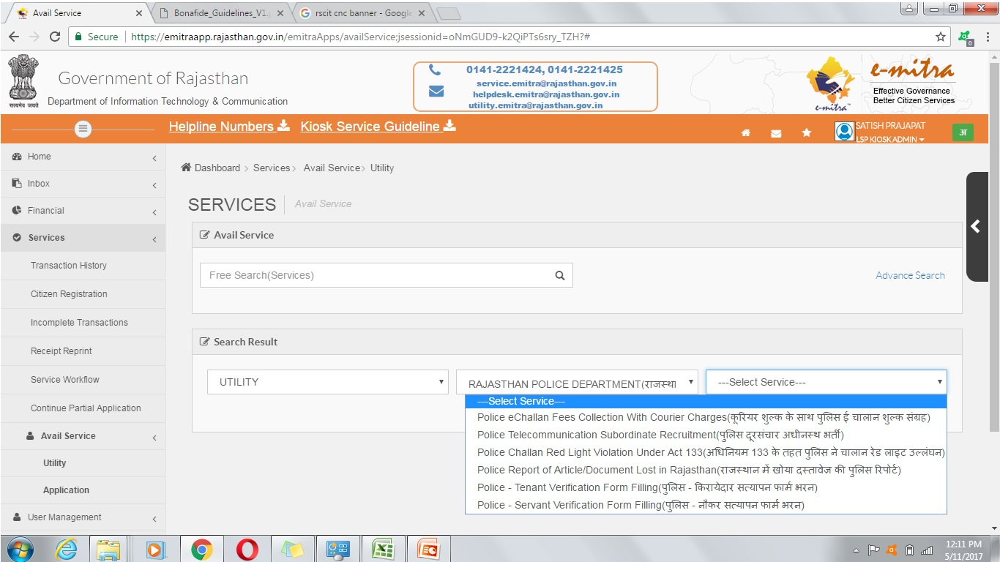 Avail Service
Bonafide_Guidelines_V1.
rscit cnc banner - Google
Secure
https://emitraapp.rajasthan.gov.in/emitraApps/availService;jsessionid=oNmGUD9-k2QiPTs6sry_TZH?#
0
सत्यमेव जयते
Government of Rajasthan
Department of Information Technology & Communication
0141-2221424, 0141-2221425
service.emitra@rajasthan.gov.in
helpdesk.emitra@rajasthan.gov.in
utility.emitra@rajasthan.gov.in
e-mitra™
e-mitra
Effective Governance
Better Citizen Services
Helpline Numbers
Kiosk Service Guideline
SATISH PRAJAPAT
LSP KIOSK ADMIN
अ
Home
Inbox
Financial
Services
Transaction History
Citizen Registration
Incomplete Transactions
Receipt Reprint
Service Workflow
Continue Partial Application
Avail Service
Utility
Application
User Management
Dashboard > Services > Avail Service > Utility
SERVICES
Avail Service
Avail Service
Free Search(Services)
Advance Search
Search Result
UTILITY
RAJASTHAN POLICE DEPARTMENT(राजस्था
---Select Service---
---Select Service---
Police eChallan Fees Collection With Courier Charges(कूरियर शुल्क के साथ पुलिस ई चालान शुल्क संग्रह)
Police Telecommunication Subordinate Recruitment(पुलिस दूरसंचार अधीनस्थ भर्ती)
Police Challan Red Light Violation Under Act 133(अधिनियम 133 के तहत पुलिस ने चालान रेड लाइट उल्लंघन)
Police Report of Article/Document Lost in Rajasthan(राजस्थान में खोया दस्तावेज़ की पुलिस रिपोर्ट)
Police - Tenant Verification Form Filling(पुलिस - किरायेदार सत्यापन फार्म भरन)
Police - Servant Verification Form Filling(पुलिस - नौकर सत्यापन फार्म भरन)
12:11 PM
5/11/2017